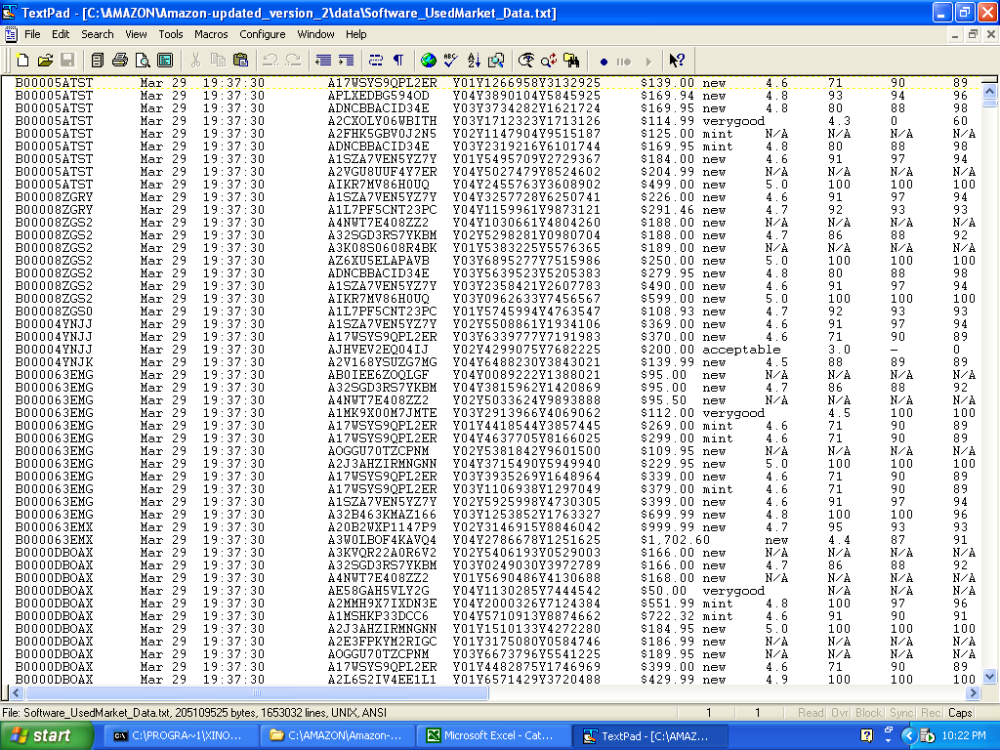 TextPad - [C:\AMAZON\Amazon-updated_version_2\data\Software_UsedMarket_Data.txt]
File Edit Search View Tools Macros Configure Window Help
B00005ATST Mar 29 19:37:30 A17WSYS9QPL2ER Y01Y1266958Y3132925 $139.00 new 4.6 71 90 89
B00005ATST Mar 29 19:37:30 APLXEDBG594OD Y04Y3890104Y5845925 $169.94 new 4.8 93 94 96
B00005ATST Mar 29 19:37:30 ADNCBBACID34E Y02Y3734282Y1621724 $169.95 new 4.8 80 88 98
B00005ATST Mar 29 19:37:30 A2CXOLY06WBITH Y03Y1712323Y1713126 $114.99 verygood 4.3 0 60
B00005ATST Mar 29 19:37:30 A2FHK5GBV0J2N5 Y02Y1147904Y9515187 $125.00 mint N/A N/A N/A N/A
B00005ATST Mar 29 19:37:30 ADNCBBACID34E Y03Y2319216Y6101744 $169.95 mint 4.8 80 88 98
B00005ATST Mar 29 19:37:30 A1SZA7VEN5YZ7Y Y01Y5495709Y2729367 $184.00 new 4.6 91 97 94
B00005ATST Mar 29 19:37:30 A2VGU8UUF4Y7ER Y04Y5027479Y8524602 $204.99 new N/A N/A N/A N/A
B00005ATST Mar 29 19:37:30 AIKR7MV86H0UQ Y04Y2455763Y3608902 $499.00 new 5.0 100 100 100
B00008ZGRY Mar 29 19:37:30 A1SZA7VEN5YZ7Y Y04Y3257728Y6250741 $226.00 new 4.6 91 97 94
B00008ZGRY Mar 29 19:37:30 A1L7PF5CNT23PC Y04Y1159961Y9873121 $291.46 new 4.7 92 93 93
B00008ZGS2 Mar 29 19:37:30 A4NWT7E408ZZ2 Y04Y1030661Y4804260 $188.00 new N/A N/A N/A N/A
B00008ZGS2 Mar 29 19:37:30 A32SGD3RS7YKBM Y02Y5298281Y0980704 $188.00 new 4.7 86 88 92
B00008ZGS2 Mar 29 19:37:30 A3K08S0608R4BK Y01Y5383225Y5576365 $189.00 new N/A N/A N/A N/A
B00008ZGS2 Mar 29 19:37:30 AZ6XU5ELAPAVB Y03Y6895277Y7515986 $250.00 new 5.0 100 100 100
B00008ZGS2 Mar 29 19:37:30 ADNCBBACID34E Y03Y5639523Y5205383 $279.95 new 4.8 80 88 98
B00008ZGS2 Mar 29 19:37:30 A1SZA7VEN5YZ7Y Y03Y2358421Y2607783 $490.00 new 4.6 91 97 94
B00008ZGS2 Mar 29 19:37:30 AIKR7MV86H0UQ Y03Y0962633Y7456567 $599.00 new 5.0 100 100 100
B00008ZGS0 Mar 29 19:37:30 A1L7PF5CNT23PC Y01Y5745994Y4763547 $108.93 new 4.7 92 93 93
B00004YNJJ Mar 29 19:37:30 A1SZA7VEN5YZ7Y Y02Y5508861Y1934106 $369.00 new 4.6 91 97 94
B00004YNJJ Mar 29 19:37:30 A17WSYS9QPL2ER Y03Y6339777Y7191983 $370.00 new 4.6 71 90 89
B00004YNJJ Mar 29 19:37:30 AJHVEV2EQ04IJ Y02Y4299075Y7682225 $200.00 acceptable 3.0 – 0
B00004YNJK Mar 29 19:37:30 A2V168YSUZG7MG Y04Y6488230Y3843021 $139.99 new 4.5 88 89 89
B000063EMG Mar 29 19:37:30 AB0IEE6ZOQLGF Y04Y0089222Y1388021 $95.00 new N/A N/A N/A N/A
B000063EMG Mar 29 19:37:30 A32SGD3RS7YKBM Y04Y3815962Y1420869 $95.00 new 4.7 86 88 92
B000063EMG Mar 29 19:37:30 A4NWT7E408ZZ2 Y02Y5033624Y9893888 $95.50 new N/A N/A N/A N/A
B000063EMG Mar 29 19:37:30 A1MK9X00M7JMTE Y03Y2913966Y4069062 $112.00 verygood 4.5 100 100
B000063EMG Mar 29 19:37:30 A17WSYS9QPL2ER Y01Y4418544Y3857445 $269.00 mint 4.6 71 90 89
B000063EMG Mar 29 19:37:30 A17WSYS9QPL2ER Y04Y4637705Y8166025 $299.00 mint 4.6 71 90 89
B000063EMG Mar 29 19:37:30 AOGGU70TZCPNM Y02Y5381842Y9601500 $109.95 new N/A N/A N/A N/A
B000063EMG Mar 29 19:37:30 A2J3AHZIRMNGNN Y04Y3715490Y5949940 $229.95 new 5.0 100 100 100
B000063EMG Mar 29 19:37:30 A17WSYS9QPL2ER Y03Y3935269Y1648964 $339.00 new 4.6 71 90 89
B000063EMG Mar 29 19:37:30 A17WSYS9QPL2ER Y03Y1106938Y1297049 $379.00 mint 4.6 71 90 89
B000063EMG Mar 29 19:37:30 A1SZA7VEN5YZ7Y Y02Y5925998Y4730305 $399.00 new 4.6 91 97 94
B000063EMG Mar 29 19:37:30 A32B463KMAZ166 Y03Y1253852Y1763327 $699.99 new 4.8 100 100 96
B000063EMX Mar 29 19:37:30 A20B2WXP1147P9 Y02Y3146915Y8846042 $999.99 new 4.7 95 93 93
B000063EMX Mar 29 19:37:30 A3W0LBOF4KAVQ4 Y04Y2786678Y1251625 $1,702.60 new 4.4 87 91
B0000DBOAX Mar 29 19:37:30 A3KVQR22A0R6V2 Y02Y5406193Y0529003 $166.00 new N/A N/A N/A N/A
B0000DBOAX Mar 29 19:37:30 A32SGD3RS7YKBM Y03Y0249030Y3972789 $166.00 new 4.7 86 88 92
B0000DBOAX Mar 29 19:37:30 A4NWT7E408ZZ2 Y01Y5690486Y4130688 $168.00 new N/A N/A N/A N/A
B0000DBOAX Mar 29 19:37:30 AE58GAH5VLY2G Y04Y1130285Y7444542 $50.00 verygood N/A N/A N/A
B0000DBOAX Mar 29 19:37:30 A2MMH9X7IXDN3E Y04Y2000326Y7124384 $551.99 mint 4.8 100 97 96
B0000DBOAX Mar 29 19:37:30 A1MSHKP33DCC6 Y04Y5710913Y8874662 $722.32 mint 4.6 91 90 91
B0000DBOAX Mar 29 19:37:30 A2J3AHZIRMNGNN Y01Y1510133Y4272280 $184.95 new 5.0 100 100 100
B0000DBOAX Mar 29 19:37:30 A2E3FPKYM2RIGC Y01Y3175080Y0584746 $186.99 new N/A N/A N/A N/A
B0000DBOAX Mar 29 19:37:30 AOGGU70TZCPNM Y03Y6673796Y5541225 $189.95 new N/A N/A N/A N/A
B0000DBOAX Mar 29 19:37:30 A17WSYS9QPL2ER Y01Y4482875Y1746969 $399.00 new 4.6 71 90 89
B0000DBOAX Mar 29 19:37:30 A2L6S2IV4EE1L1 Y01Y6571429Y3720488 $429.99 new 4.9 100 100 100
File: Software_UsedMarket_Data.txt, 205109525 bytes, 1653032 lines, UNIX, ANSI 1 1 Read Ovr Block Sync Rec Caps
start C:\PROGRA~1\XINO... C:\AMAZON\Amazon-... Microsoft Excel - Cat... TextPad - [C:\AMAZ... 10:22 PM